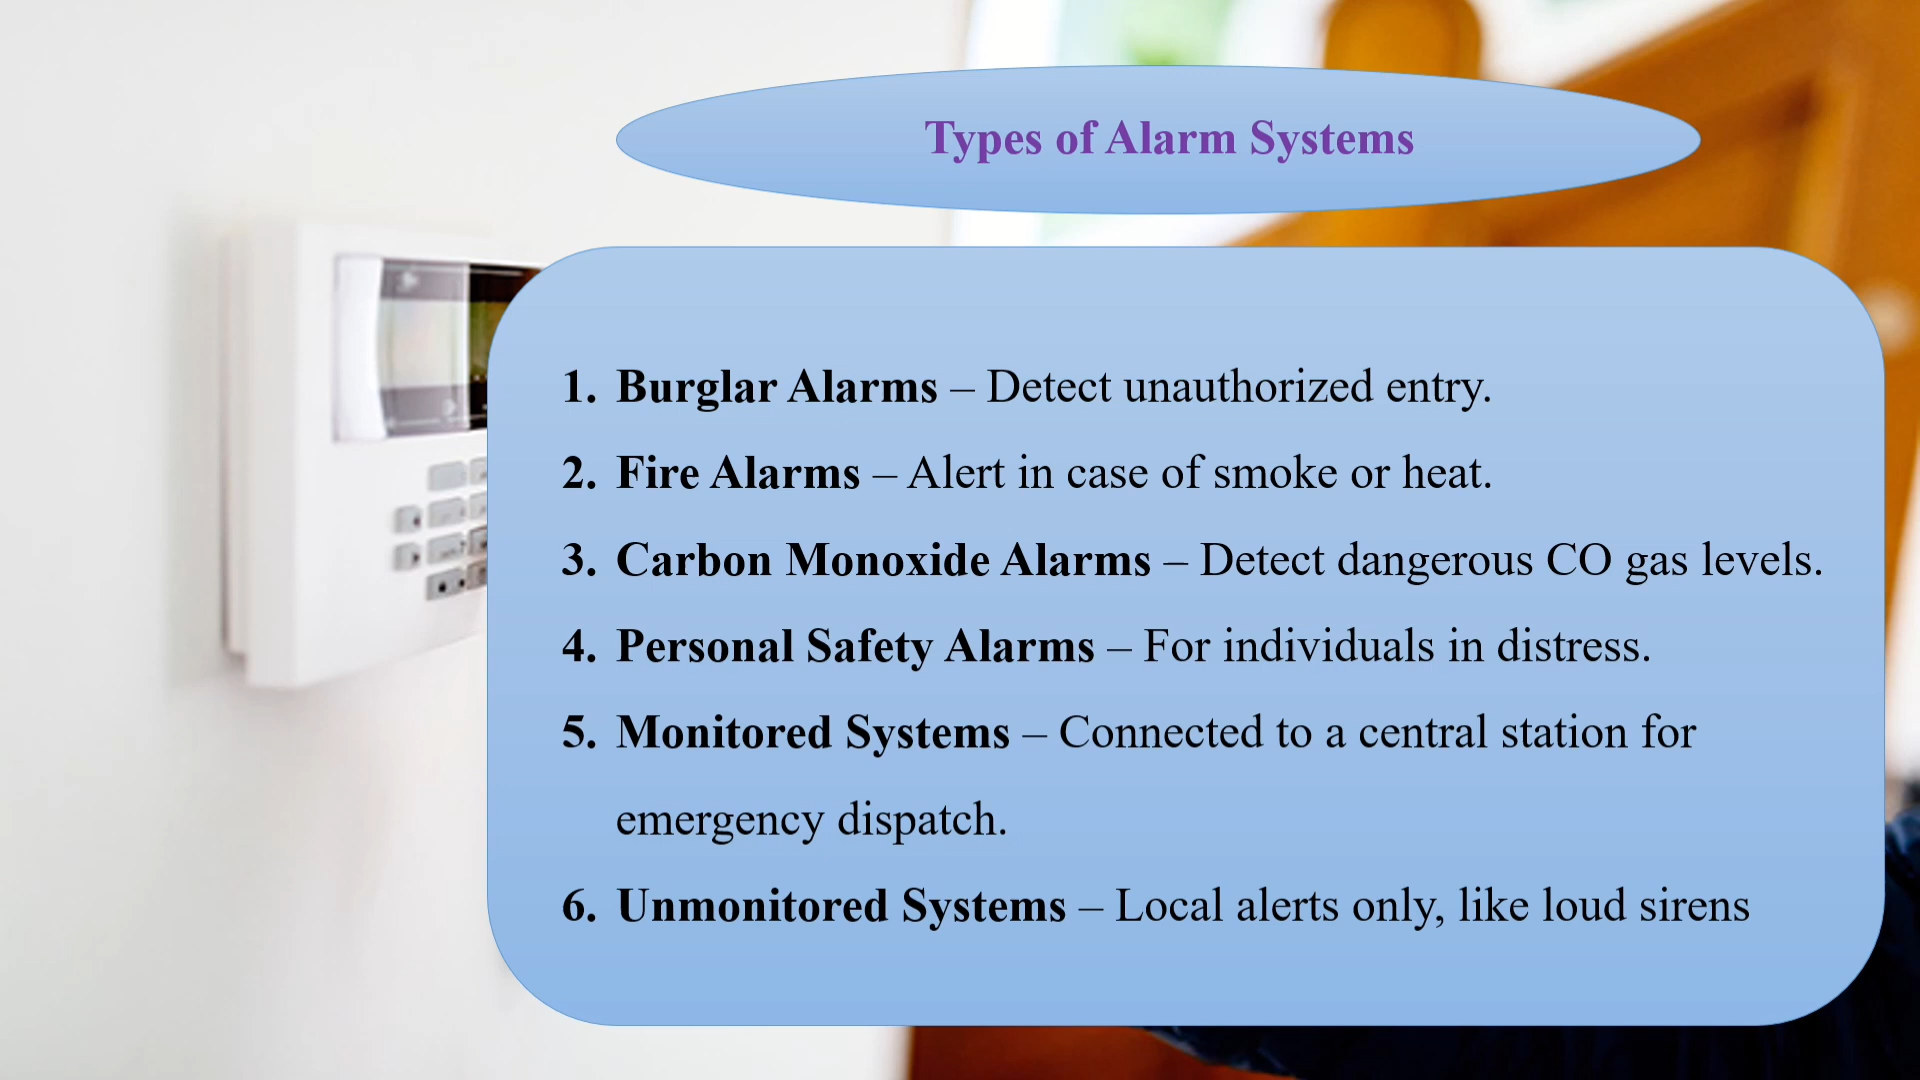 Types of Alarm Systems
1. Burglar Alarms – Detect unauthorized entry.
2. Fire Alarms – Alert in case of smoke or heat.
3. Carbon Monoxide Alarms – Detect dangerous CO gas levels.
4. Personal Safety Alarms – For individuals in distress.
5. Monitored Systems – Connected to a central station for
emergency dispatch.
6. Unmonitored Systems – Local alerts only, like loud sirens